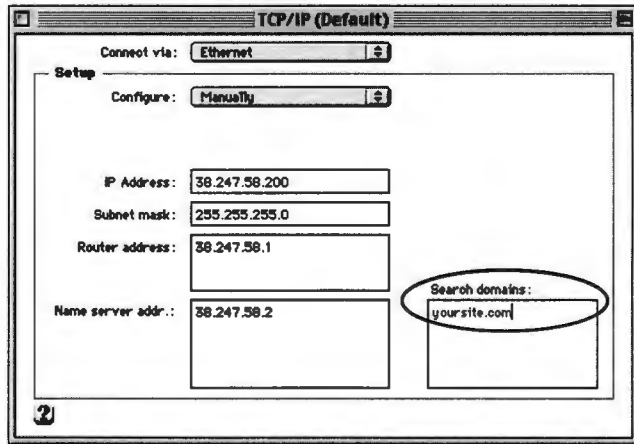 TCP/IP (Default)
Connect via: Ethernet
Setup
Configure: Manually
IP Address: 38.247.58.200
Subnet mask: 255.255.255.0
Router address: 38.247.58.1
Search domains:
Name server addr.: 38.247.58.2
yoursite.com
?